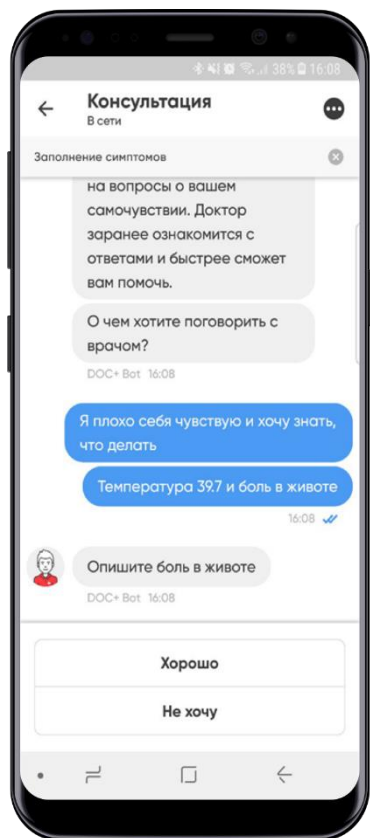 38% 16:08
Консультация
В сети
Заполнение симптомов
на вопросы о вашем
самочувствии. Доктор
заранее ознакомится с
ответами и быстрее сможет
вам помочь.
О чем хотите поговорить с
врачом?
DOC+ Bot 16:08
Я плохо себя чувствую и хочу знать,
что делать
Температура 39.7 и боль в животе
16:08
Опишите боль в животе
DOC+ Bot 16:08
Хорошо
Не хочу